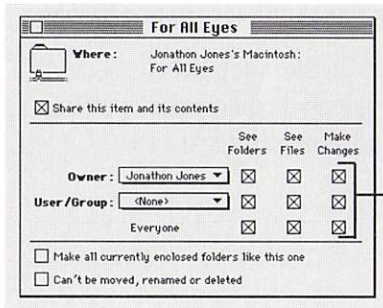 For All Eyes
Where: Jonathon Jones's Macintosh:
For All Eyes
Share this item and its contents
See Folders See Files Make Changes
Owner: Jonathon Jones
User/Group: <None>
Everyone
Make all currently enclosed folders like this one
Can't be moved, renamed or deleted